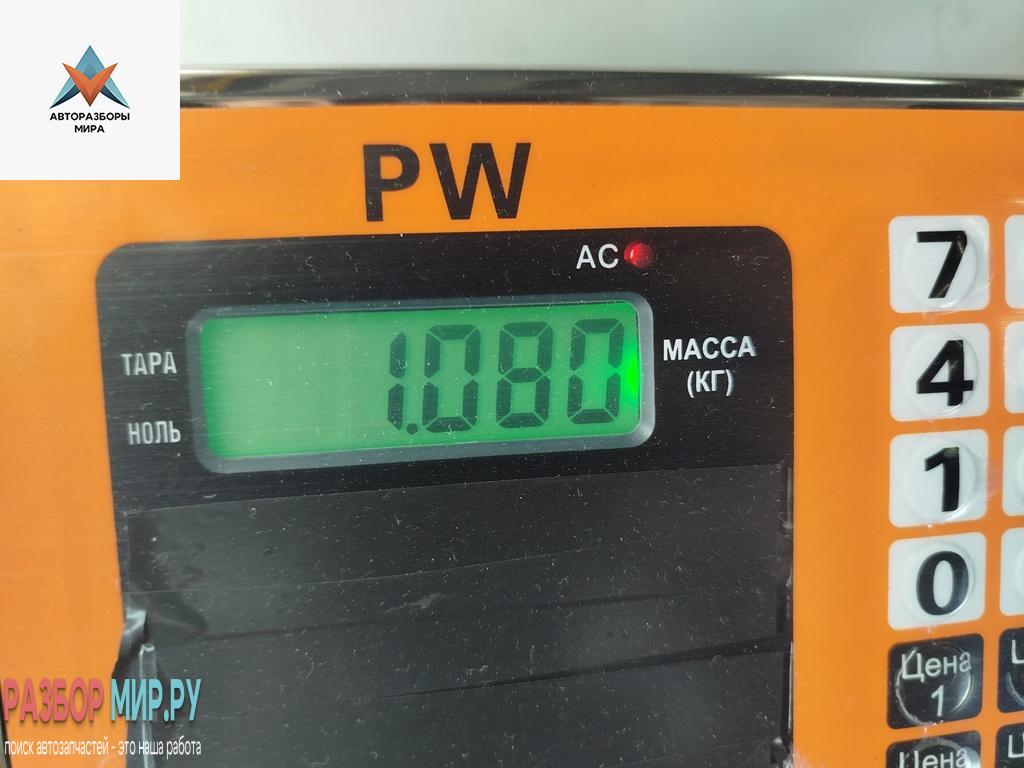 АВТОРАЗБОРЫ
МИРА
PW
AC
ТАРА
НОЛЬ
1.080
МАССА
(КГ)
7
4
1
0
Цена
1
Цена
РАЗБОР МИР.РУ
поиск автозапчастей - это наша работа